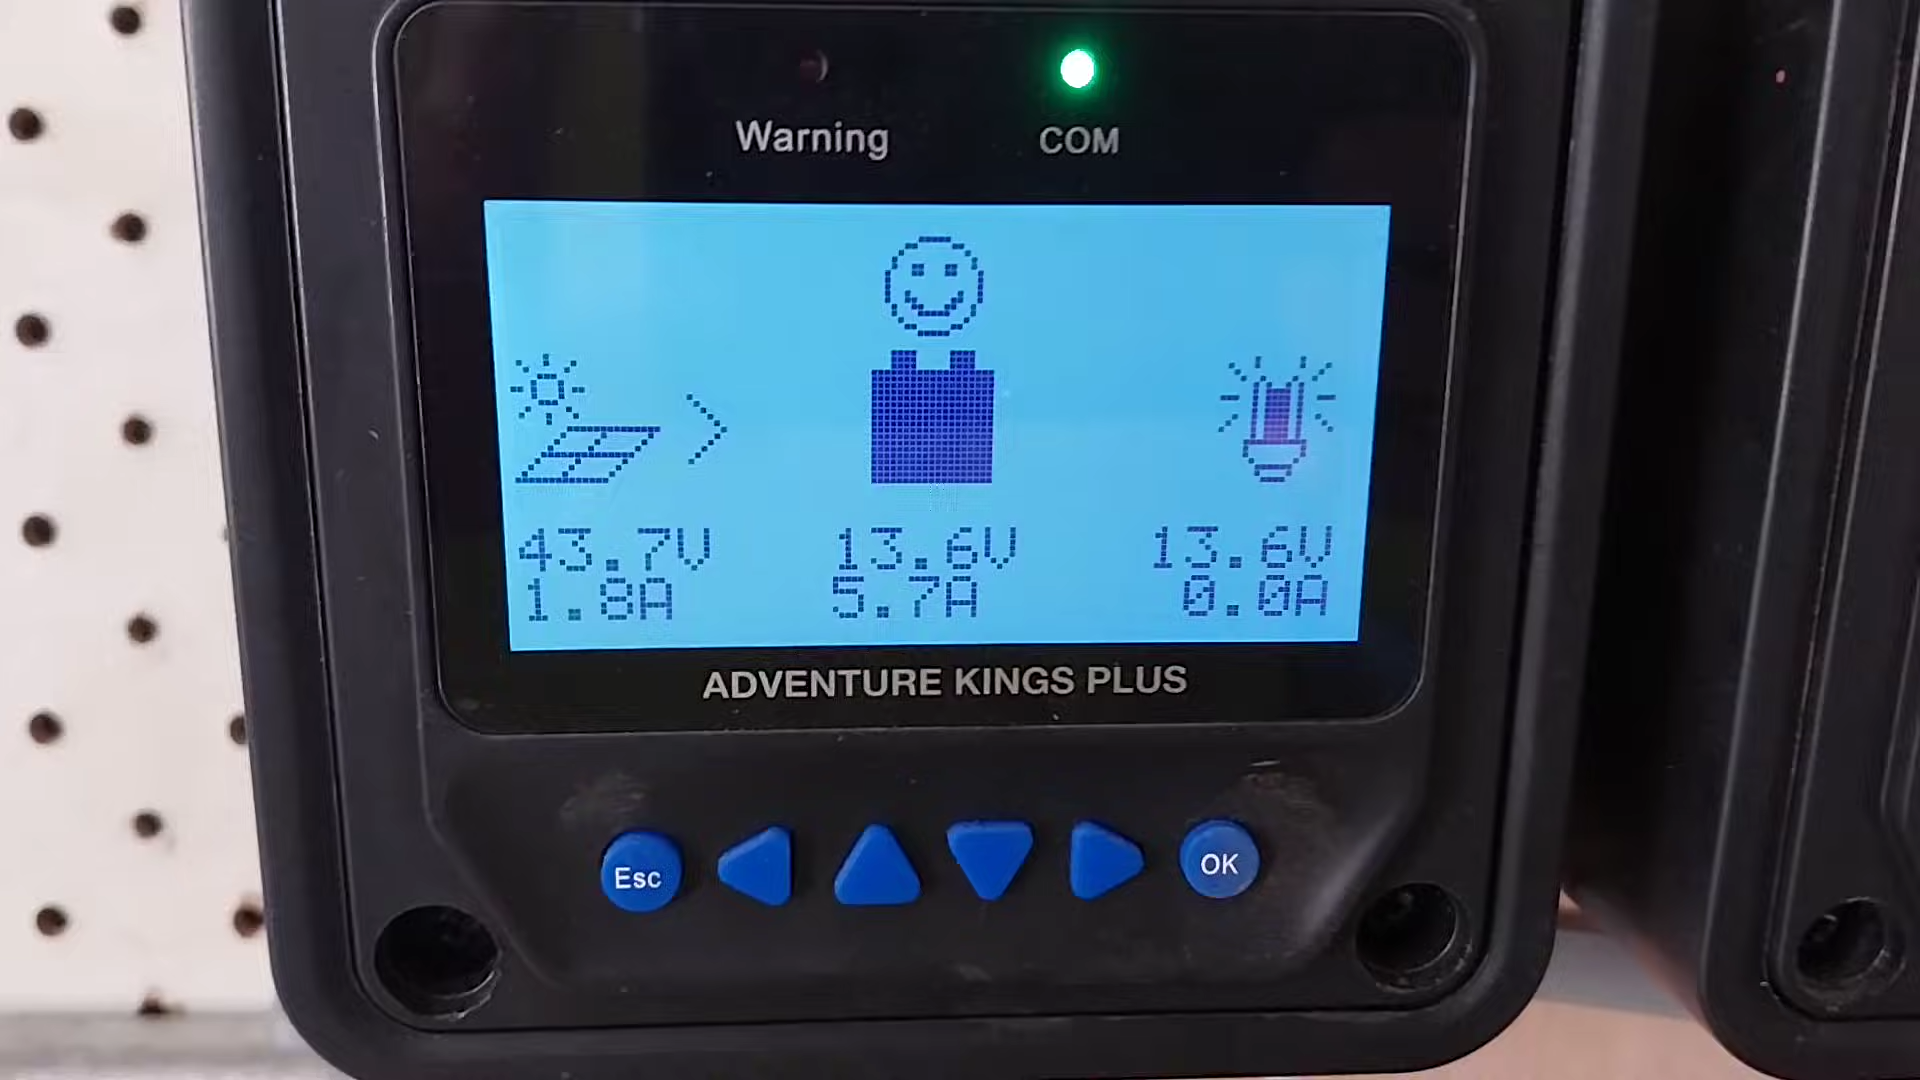 Warning COM
43.7V 13.6V 13.6V
1.8A 5.7A 0.0A
ADVENTURE KINGS PLUS
Esc OK